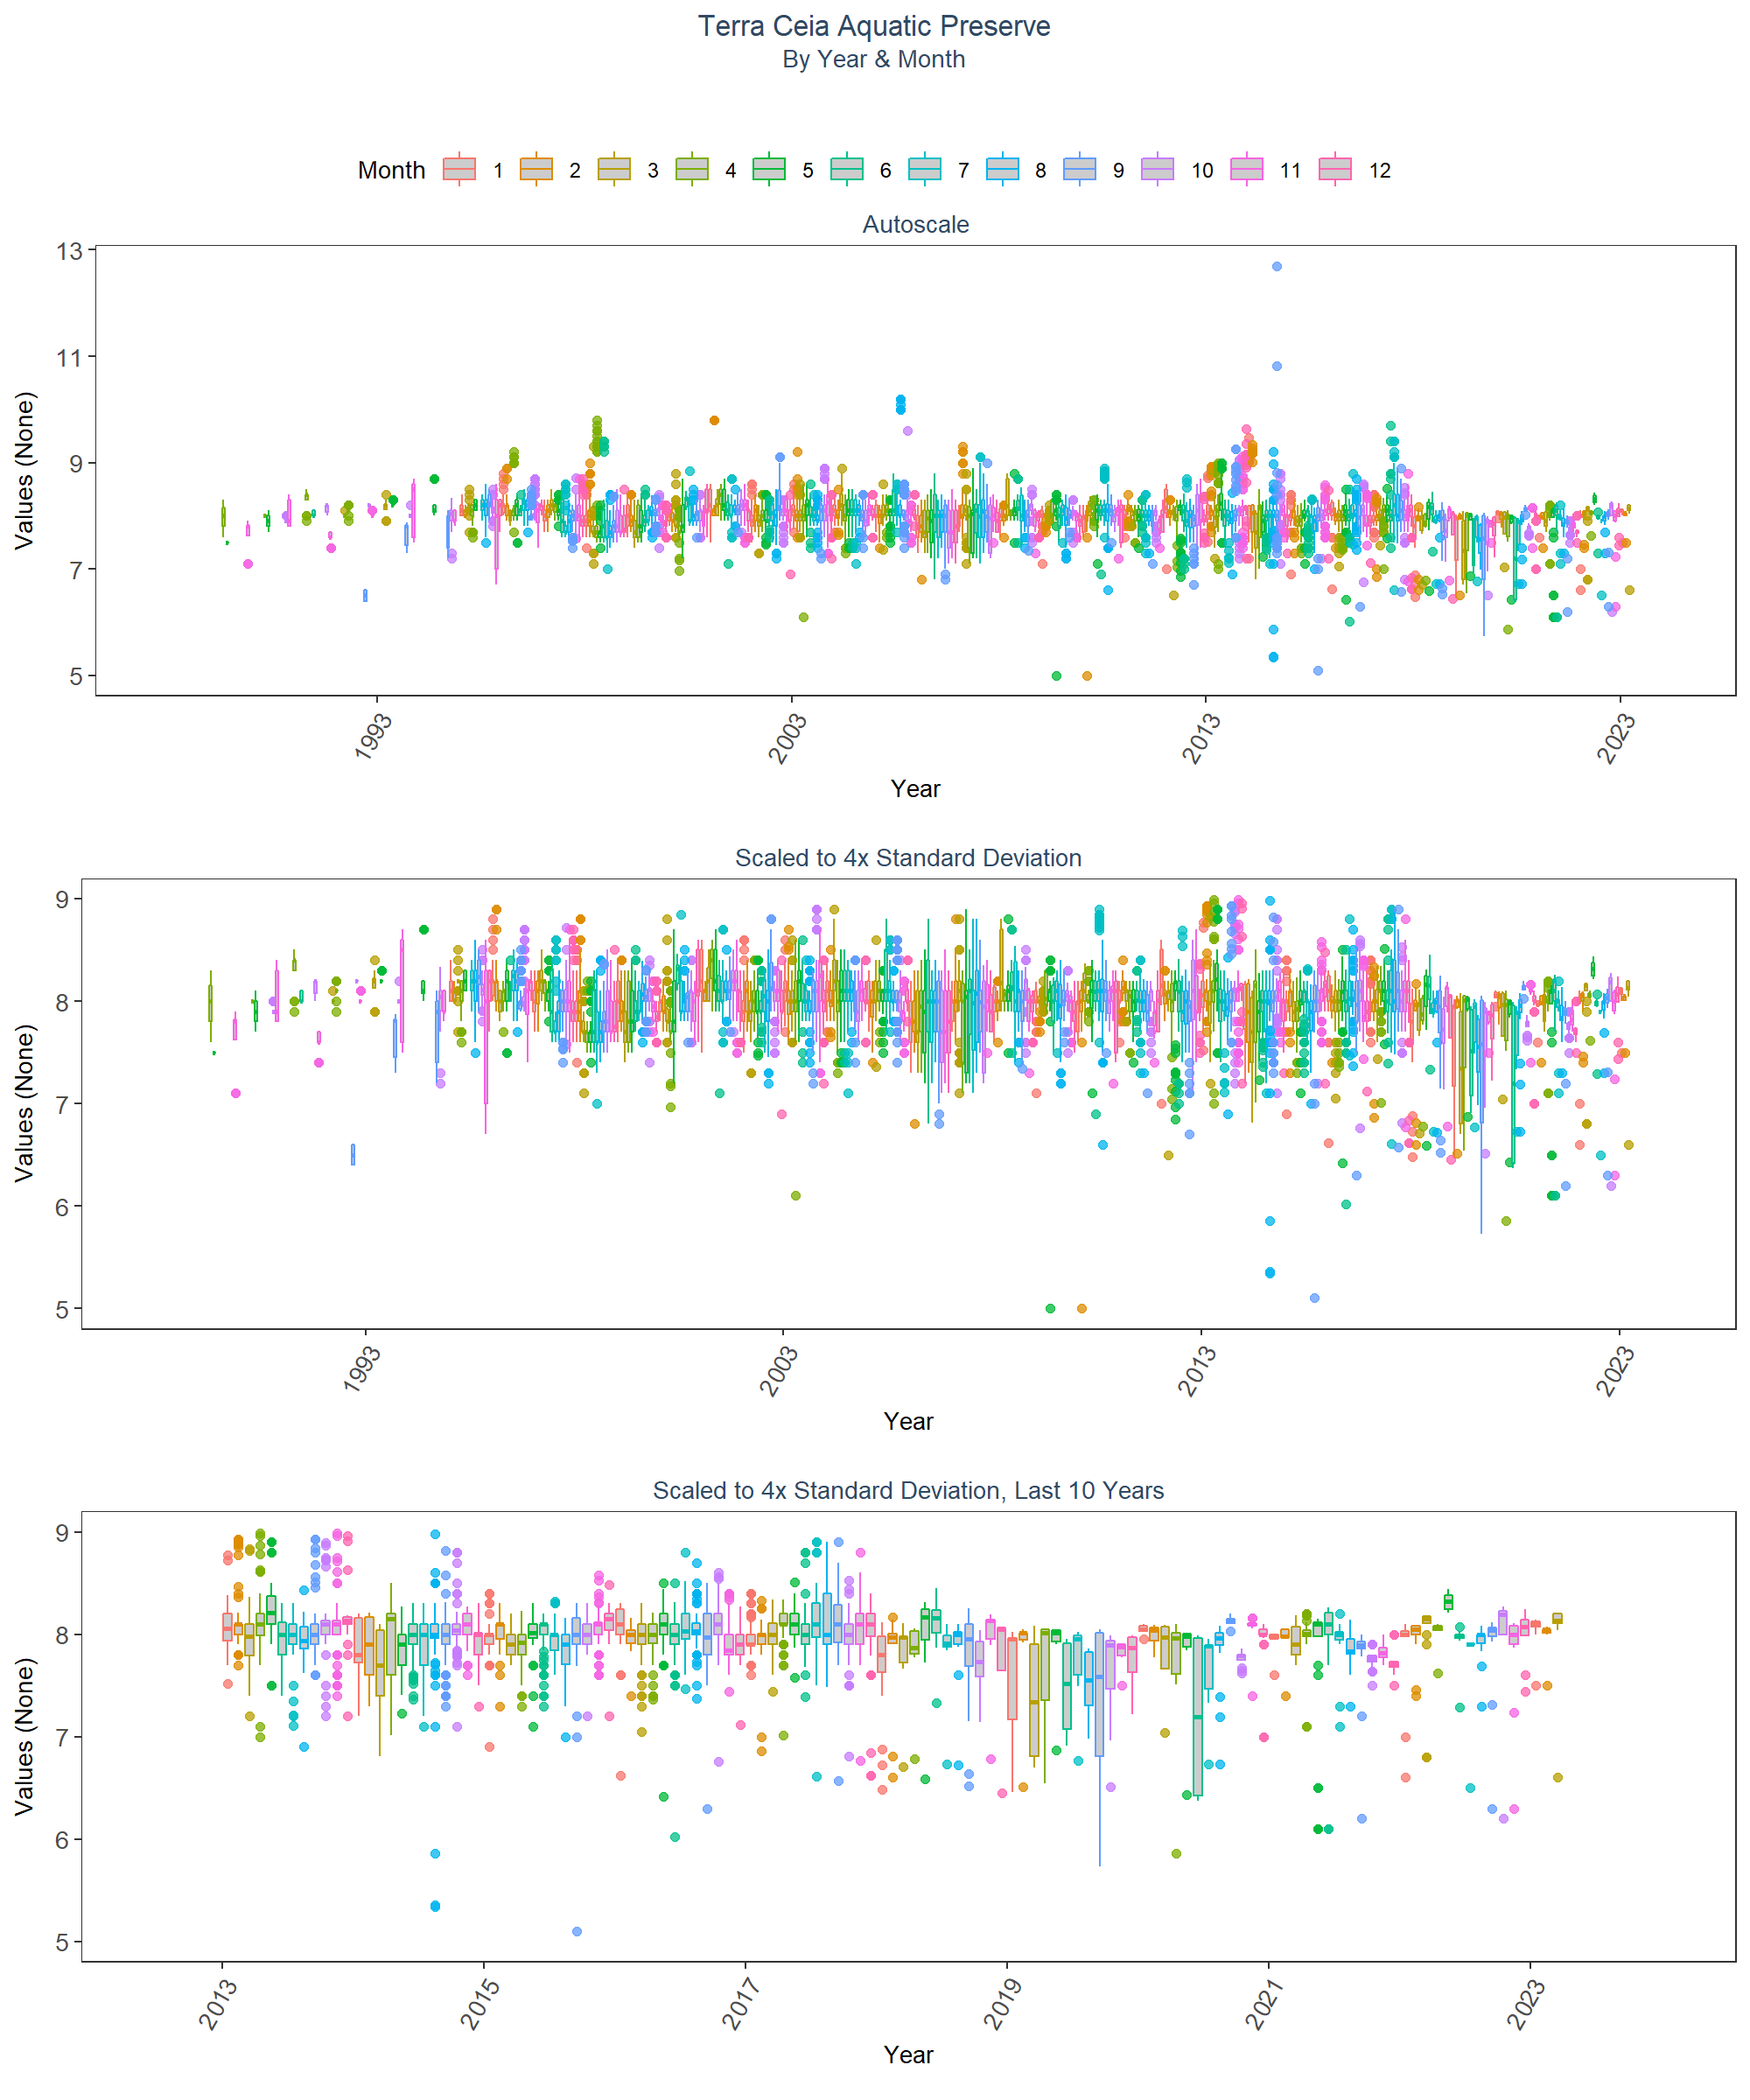 Terra Ceia Aquatic Preserve
By Year & Month
Month 1 2 3 4 5 6 7 8 9 10 11 12
Autoscale
13
11
9
7
5
Values (None)
1993 2003 2013 2023
Year
Scaled to 4x Standard Deviation
9
8
7
6
5
Values (None)
1993 2003 2013 2023
Year
Scaled to 4x Standard Deviation, Last 10 Years
9
8
7
6
5
Values (None)
2013 2015 2017 2019 2021 2023
Year